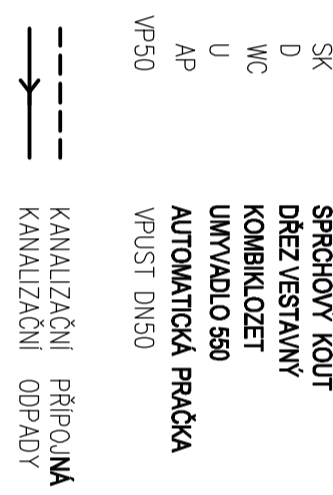 SK SPRCHOVÝ KOUT
D DŘEZ VESTAVNÝ
WC KOMBIKLOZET
U UMYVADLO 550
AP AUTOMATICKÁ PRAČKA
VP50 VPUST DN50
KANALIZAČNÍ PŘÍPOJNÁ
KANALIZAČNÍ ODPADY